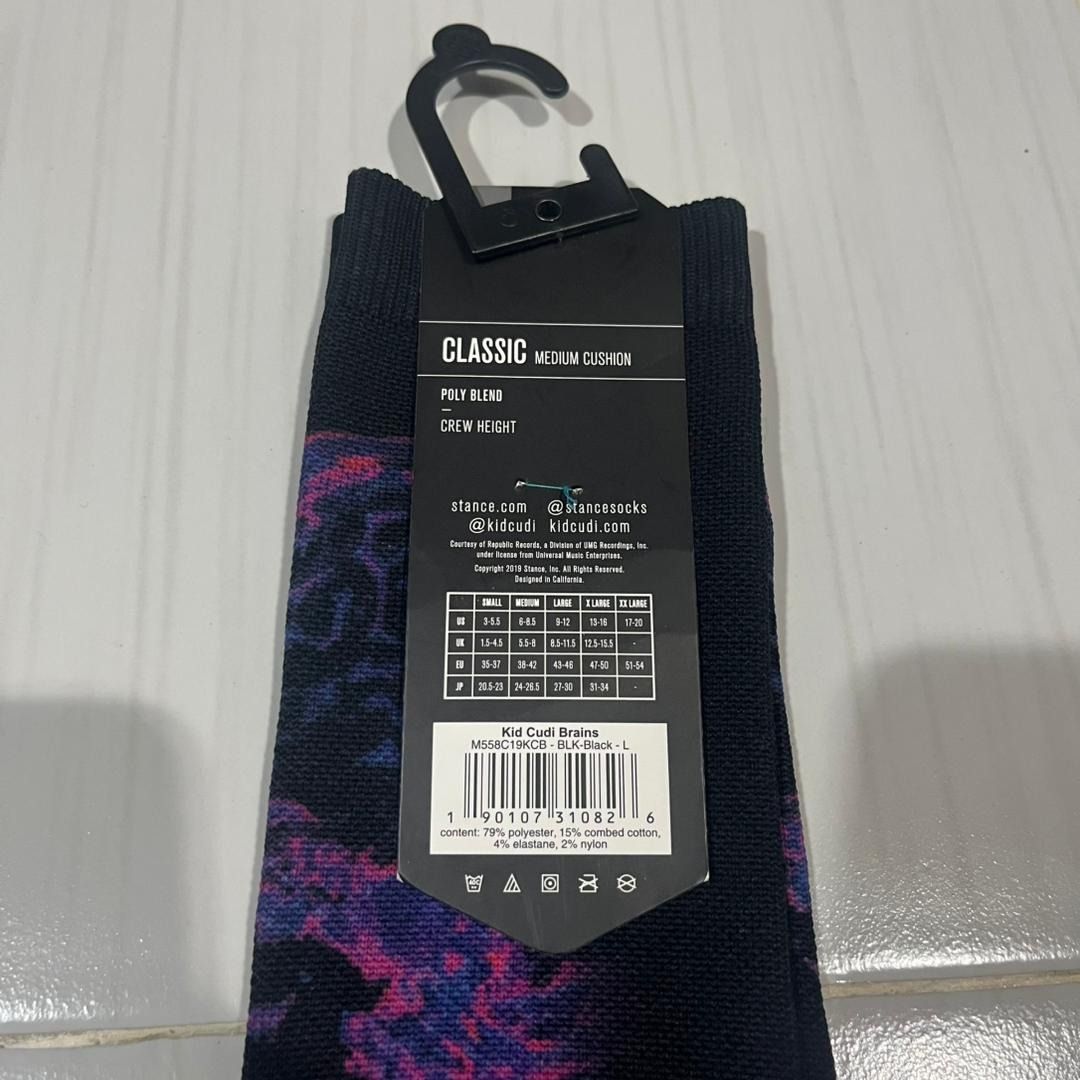 CLASSIC MEDIUM CUSHION
POLY BLEND
CREW HEIGHT
stance.com @stancesocks
@kidcudi kidcudi.com
Courtesy of Republic Records, a Division of UMG Recordings, Inc.
under license from Universal Music Enterprises.
Copyright 2019 Stance, Inc. All Rights Reserved.
Designed in California.
SMALL MEDIUM LARGE X LARGE XX LARGE
US 3-5.5 6-8.5 9-12 13-16 17-20
UK 1.5-4.5 5.5-8 8.5-11.5 12.5-15.5 -
EU 35-37 38-42 43-46 47-50 51-54
JP 20.5-23 24-26.5 27-30 31-34 -
Kid Cudi Brains
M558C19KCB - BLK-Black - L
1 90107 31082 6
content: 79% polyester, 15% combed cotton,
4% elastane, 2% nylon